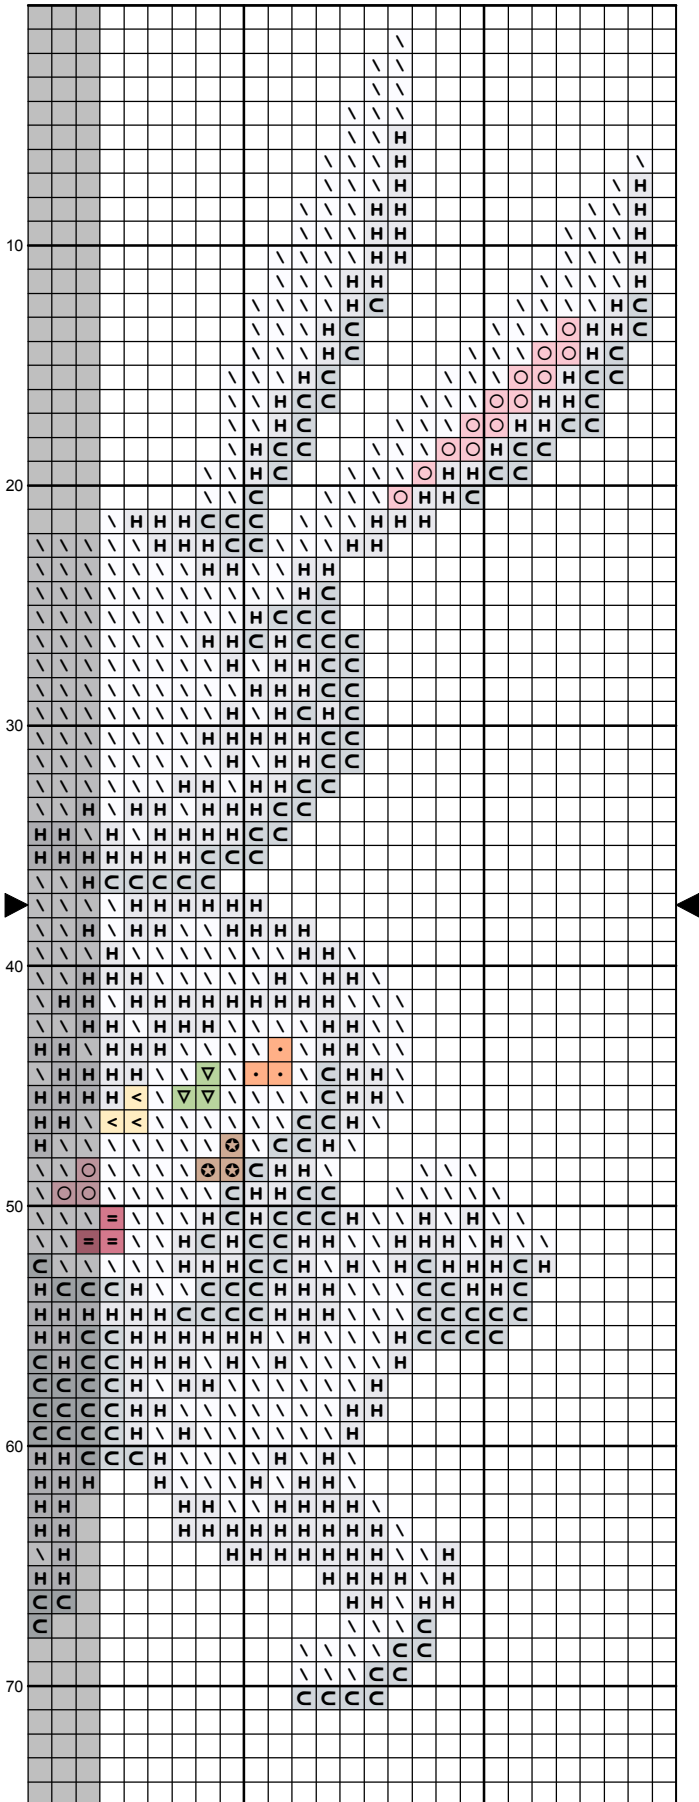 \
\ \
\ \
\ \ \
\ \ H
\ \ \ H \
\ \ \ H \ H
\ \ \ H H \ \ H
\ \ \ H H \ \ \ H
10
\ \ \ \ H H \ \ \ H
\ \ \ H H \ \ \ \ H
\ \ \ \ H C \ \ \ \ H C
\ \ \ H C \ \ \ ○ H H C
\ \ \ H C \ \ \ ○ ○ H C
\ \ \ H C \ \ \ ○ ○ H C C
\ \ H C C \ \ \ ○ ○ H H C
\ \ H C \ \ \ ○ ○ H H C C
\ H C C \ \ \ ○ ○ H C C
\ \ H C \ \ \ ○ H H C C
20
\ \ C \ \ \ ○ H H C
\ H H H C C C \ \ \ H H H
\ \ \ \ \ H H H C C \ \ \ H H
\ \ \ \ \ \ \ H H \ \ H H
\ \ \ \ \ \ \ \ \ \ \ H C
\ \ \ \ \ \ \ \ \ H C C C
\ \ \ \ \ \ \ H H C H C C C
\ \ \ \ \ \ \ \ H \ H H C C
\ \ \ \ \ \ \ \ \ H H H C C
\ \ \ \ \ \ \ \ H \ H C H C
30
\ \ \ \ \ \ \ H H H H H C C
\ \ \ \ \ \ \ \ H \ H H C C
\ \ \ \ \ \ H H \ H H C C
\ \ H \ H H \ H H H C C
H H \ H \ H H H H C C
H H H H H H H C C C
\ \ H C C C C C
\ \ \ \ H H H H H H
\ \ H \ H H \ \ H H H H
\ \ \ H \ \ \ \ \ \ \ H H \
40
\ \ H H H \ \ \ \ \ H \ H H \
\ H H \ H H H H H H H H H \ \ \
\ \ H H \ H H H \ \ \ \ H H \ \
H H \ H H H \ \ \ \ • \ H H \ \
\ H H H H \ \ ▽ \ • • \ C H H \
H H H H < \ ▽ ▽ \ \ \ \ C H H
H H \ < < \ \ \ \ \ \ C C H \
H \ \ \ \ \ \ \ ✪ \ C C H \
\ \ ○ \ \ \ \ ✪ ✪ C H H \ \ \ \
\ ○ ○ \ \ \ \ \ C H H C C \ \ \ \ \
50
\ \ \ = \ \ \ H C H C C C H \ \ H \ H \ \
\ \ = = \ \ H C H C C H H \ \ H H H \ H \ \
C \ \ \ \ \ H H H C C H \ H \ H C H H H C H
H C C C H \ \ C C C H H H \ \ \ C C H H C
H H H H H H C C C C H H H \ \ \ C C C C C
H H C C H H H H H H \ H \ \ \ H C C C C
C H C C H H H \ H \ H \ \ \ \ H
C C C C H \ H H \ \ \ \ \ \ H
C C C C H H \ \ \ \ \ \ \ H H
C C C C H \ H \ \ \ \ \ \ H
60
H H C C C H \ \ \ \ H \ H \
H H H H \ \ \ H \ H H \
H H H H \ \ H H H H \
H H H H H H H H H H H \
\ H H H H H H H H \ \ H
H H H H H H \ H
C C H H \ H H
C \ \ \ C
\ \ \ \ C C
\ \ \ C C
70
C C C C